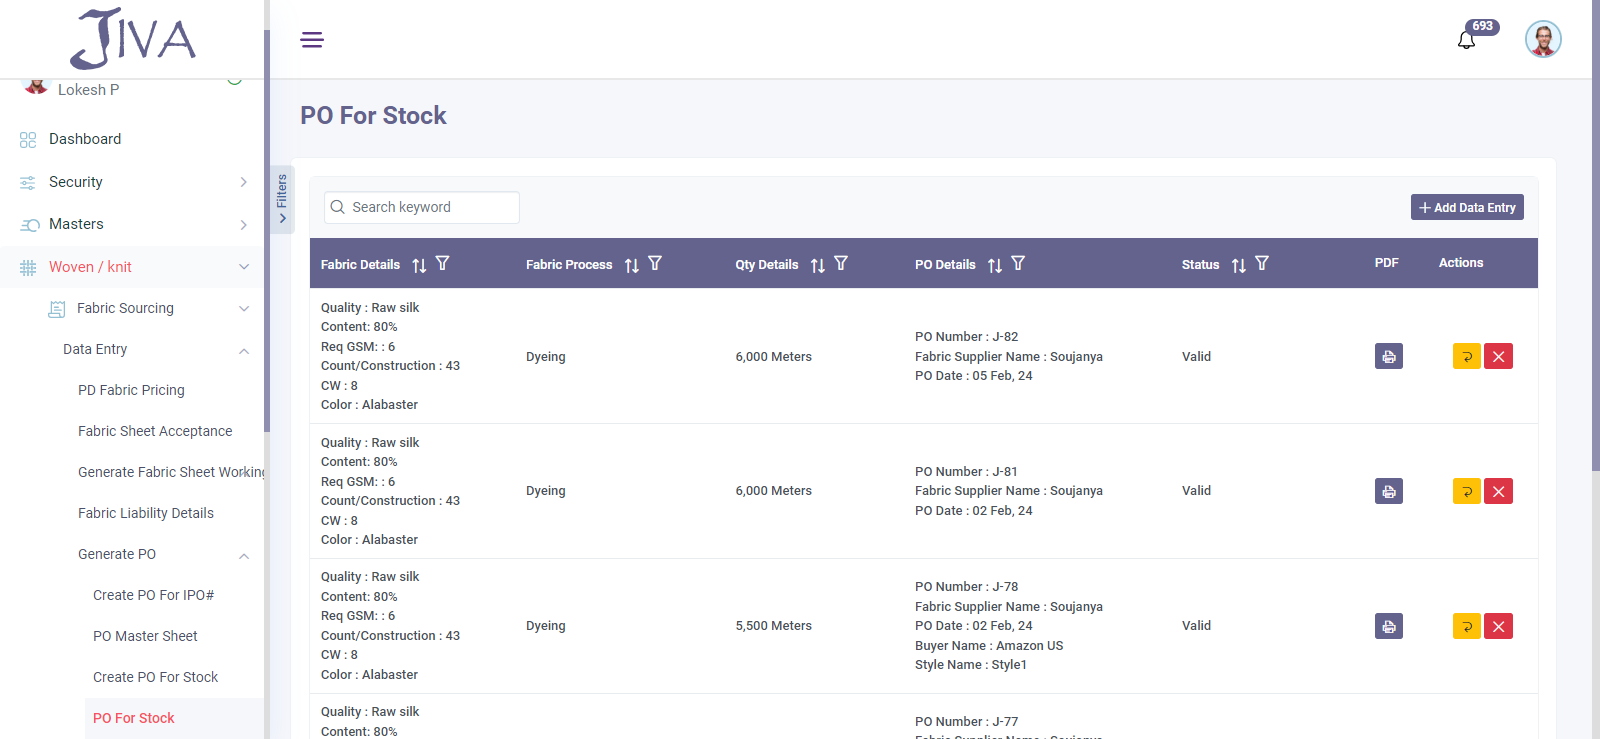 JIVA
693
Lokesh P
Dashboard
Security
Masters
Woven / knit
Fabric Sourcing
Data Entry
PD Fabric Pricing
Fabric Sheet Acceptance
Generate Fabric Sheet Working
Fabric Liability Details
Generate PO
Create PO For IPO#
PO Master Sheet
Create PO For Stock
PO For Stock
PO For Stock
Filters
Search keyword
Add Data Entry
Fabric Details Fabric Process Qty Details PO Details Status PDF Actions
Quality : Raw silk
Content: 80%
Req GSM: : 6
Count/Construction : 43
CW : 8
Color : Alabaster
Dyeing
6,000 Meters
PO Number : J-82
Fabric Supplier Name : Soujanya
PO Date : 05 Feb, 24
Valid
Quality : Raw silk
Content: 80%
Req GSM: : 6
Count/Construction : 43
CW : 8
Color : Alabaster
Dyeing
6,000 Meters
PO Number : J-81
Fabric Supplier Name : Soujanya
PO Date : 02 Feb, 24
Valid
Quality : Raw silk
Content: 80%
Req GSM: : 6
Count/Construction : 43
CW : 8
Color : Alabaster
Dyeing
5,500 Meters
PO Number : J-78
Fabric Supplier Name : Soujanya
PO Date : 02 Feb, 24
Buyer Name : Amazon US
Style Name : Style1
Valid
Quality : Raw silk
Content: 80%
PO Number : J-77
Fabric Supplier Name : Soujanya